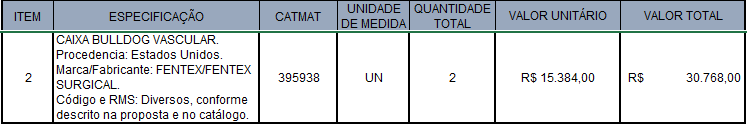 ITEM ESPECIFICAÇÃO CATMAT UNIDADE DE MEDIDA QUANTIDADE TOTAL VALOR UNITÁRIO VALOR TOTAL
CAIXA BULLDOG VASCULAR.
Procedencia: Estados Unidos.
Marca/Fabricante: FENTEX/FENTEX
2 SURGICAL. 395938 UN 2 R$ 15.384,00 R$ 30.768,00
Código e RMS: Diversos, conforme
descrito na proposta e no catálogo.